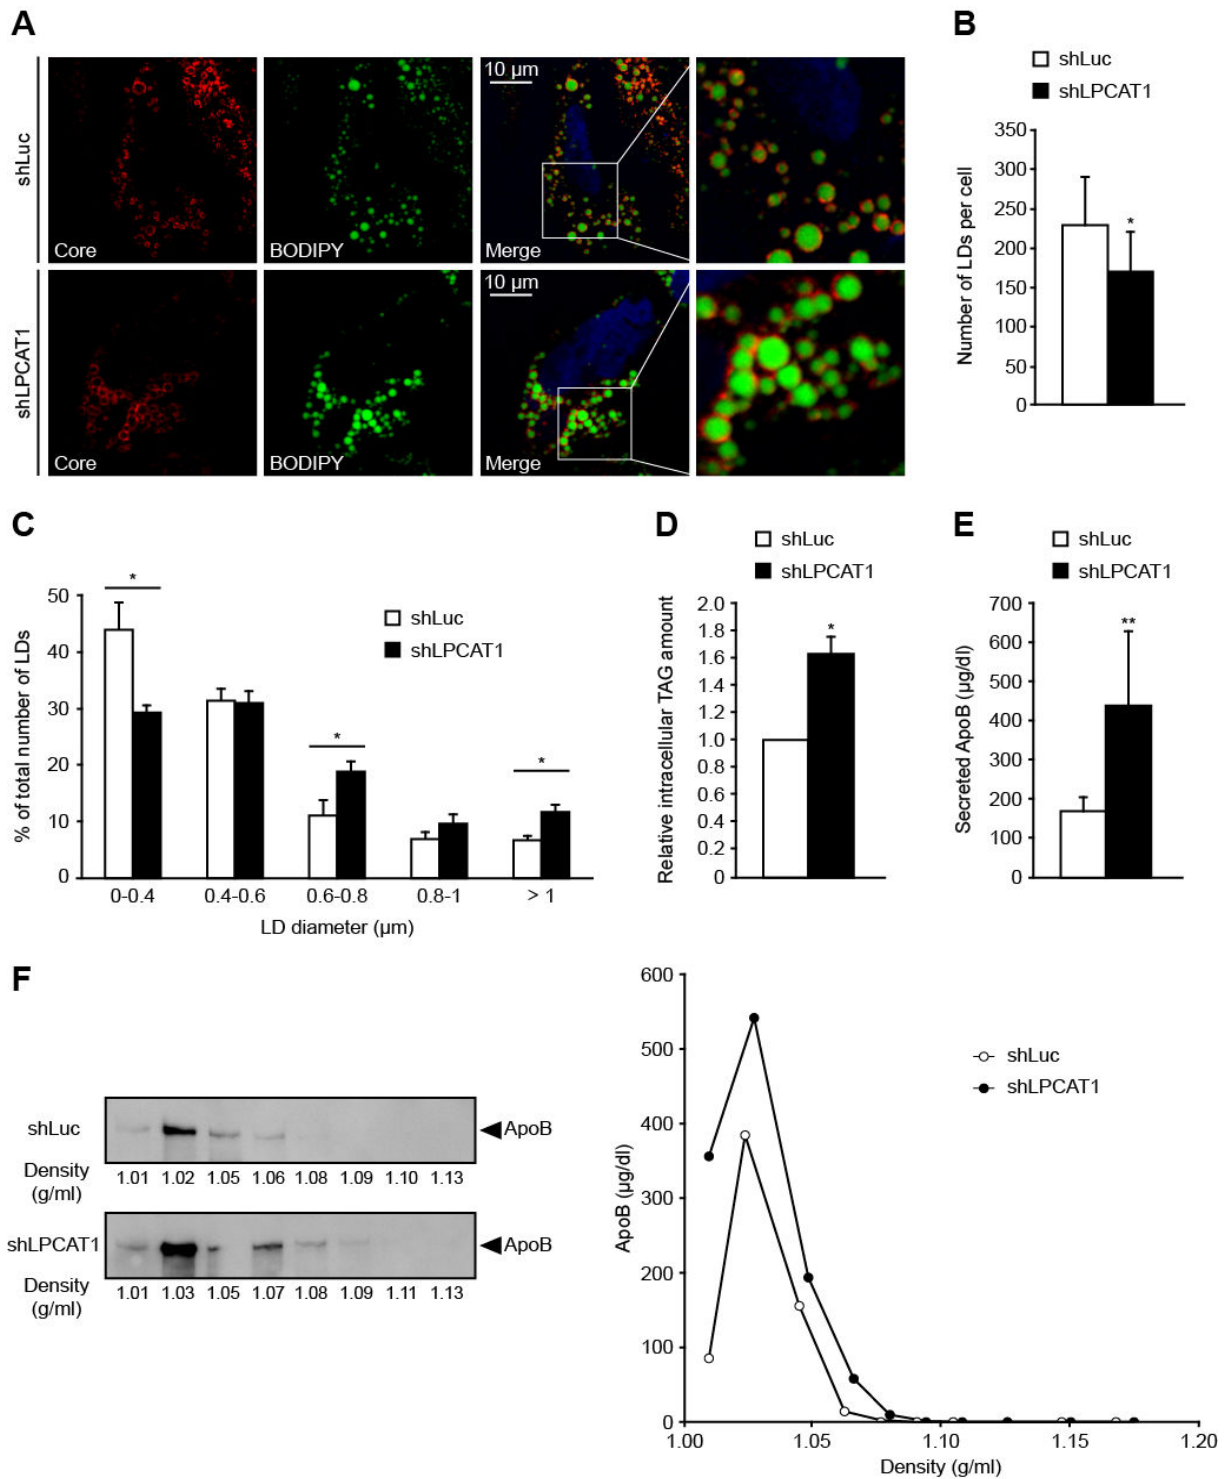 A
shLuc
Core
BODIPY
10 µm
Merge
shLPCAT1
Core
BODIPY
10 µm
Merge
B
shLuc
shLPCAT1
Number of LDs per cell
350
300
250
200
150
100
50
0
*
C
% of total number of LDs
50
40
30
20
10
0
*
*
*
shLuc
shLPCAT1
0-0.4 0.4-0.6 0.6-0.8 0.8-1 > 1
LD diameter (µm)
D
shLuc
shLPCAT1
Relative intracellular TAG amount
2.0
1.8
1.6
1.4
1.2
1.0
0.8
0.6
0.4
0.2
0
*
E
shLuc
shLPCAT1
Secreted ApoB (µg/dl)
700
600
500
400
300
200
100
0
**
F
shLuc
ApoB
Density
(g/ml)
1.01 1.02 1.05 1.06 1.08 1.09 1.10 1.13
shLPCAT1
ApoB
Density
(g/ml)
1.01 1.03 1.05 1.07 1.08 1.09 1.11 1.13
ApoB (µg/dl)
600
500
400
300
200
100
0
shLuc
shLPCAT1
1.00 1.05 1.10 1.15 1.20
Density (g/ml)